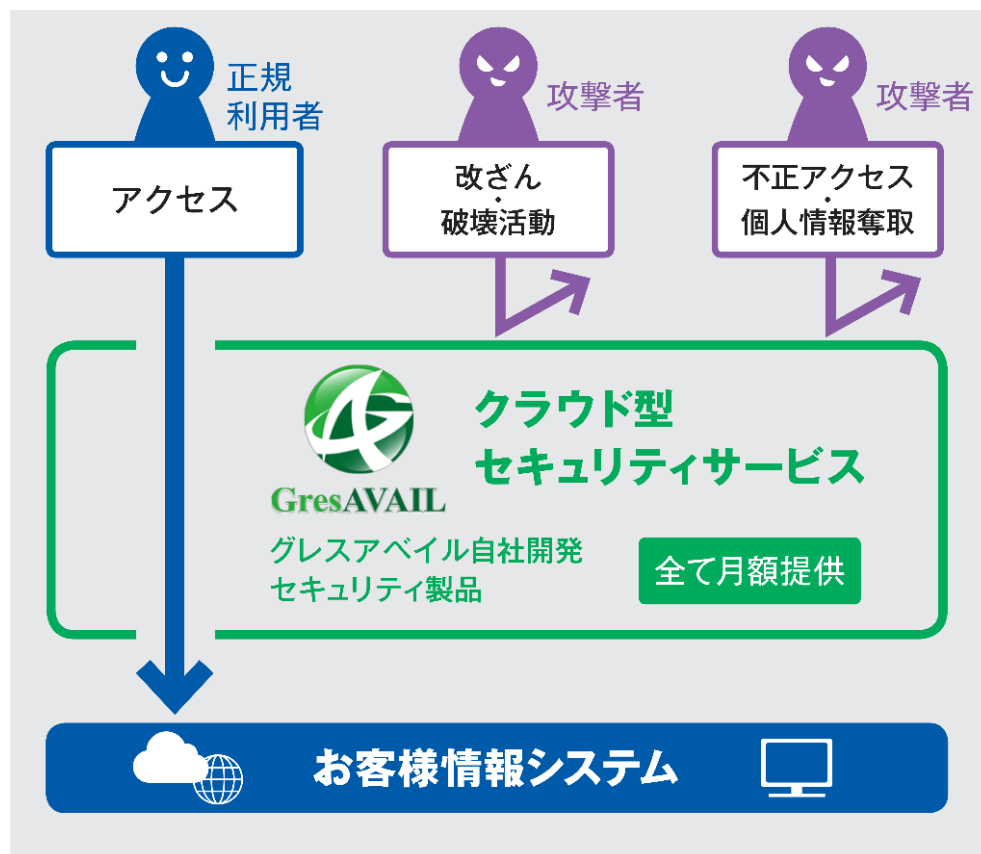 正規
利用者
攻撃者
攻撃者
アクセス
改ざん
・
破壊活動
不正アクセス
・
個人情報奪取
クラウド型
セキュリティサービス
GresAVAIL
グレスアベイル自社開発
セキュリティ製品
全て月額提供
お客様情報システム